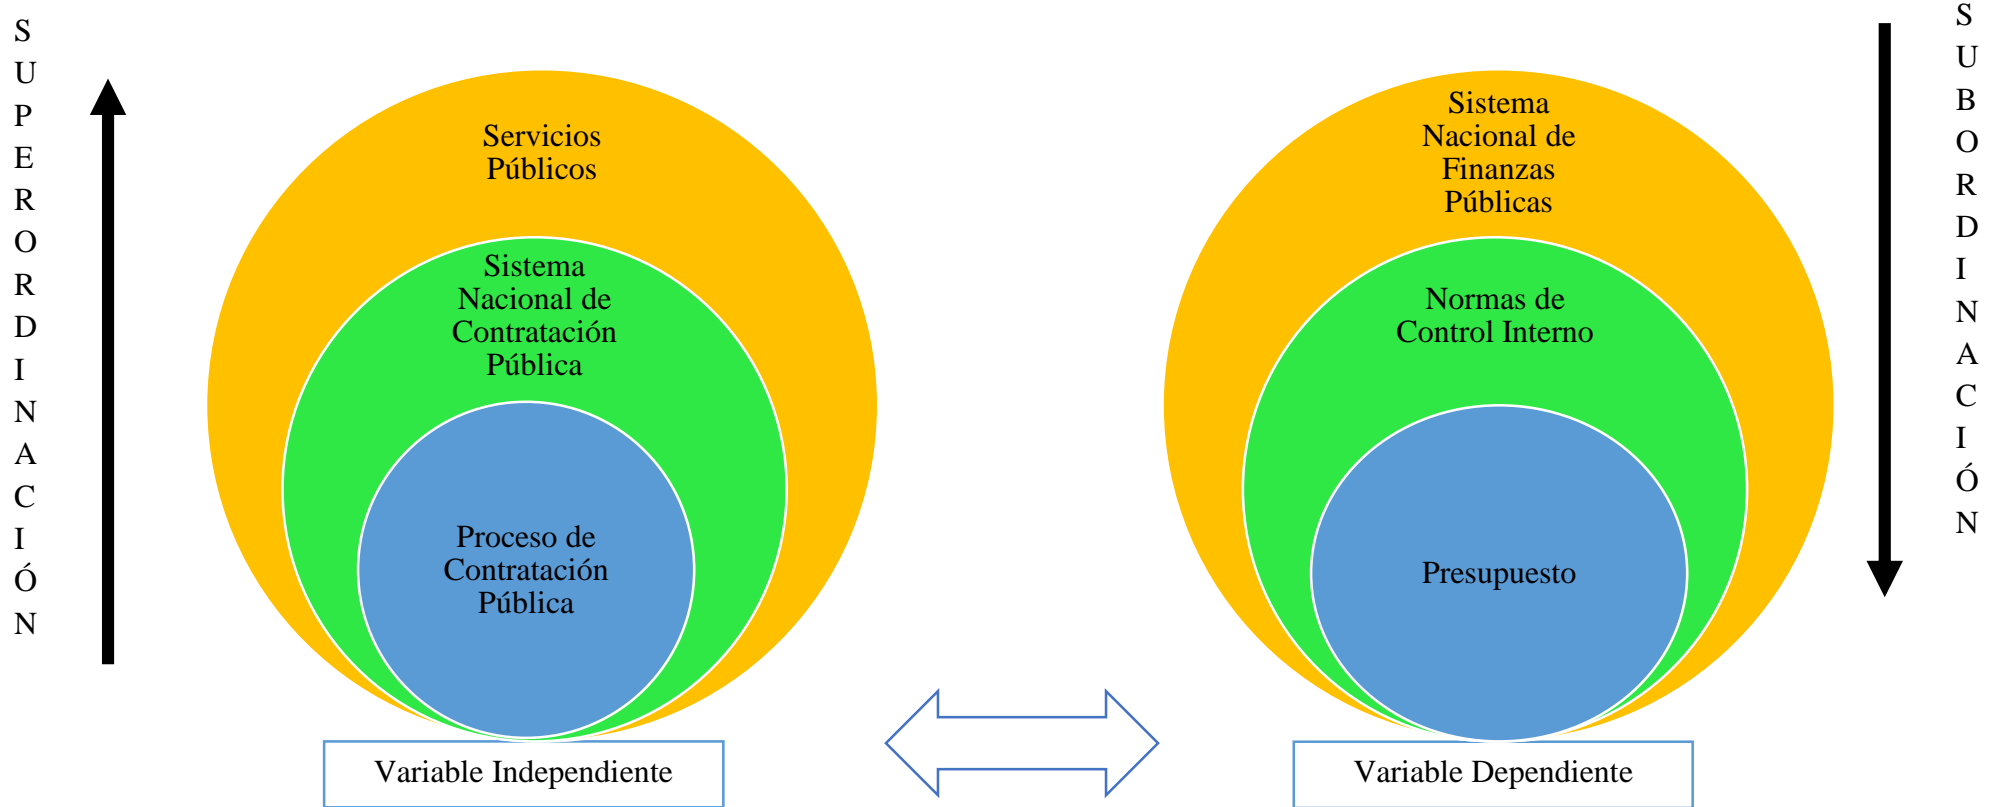 S
U
P
E
R
O
R
D
I
N
A
C
I
Ó
N
Servicios
Públicos
Sistema
Nacional de
Contratación
Pública
Proceso de
Contratación
Pública
Variable Independiente
Sistema
Nacional de
Finanzas
Públicas
Normas de
Control Interno
Presupuesto
Variable Dependiente
S
U
B
O
R
D
I
N
A
C
I
Ó
N